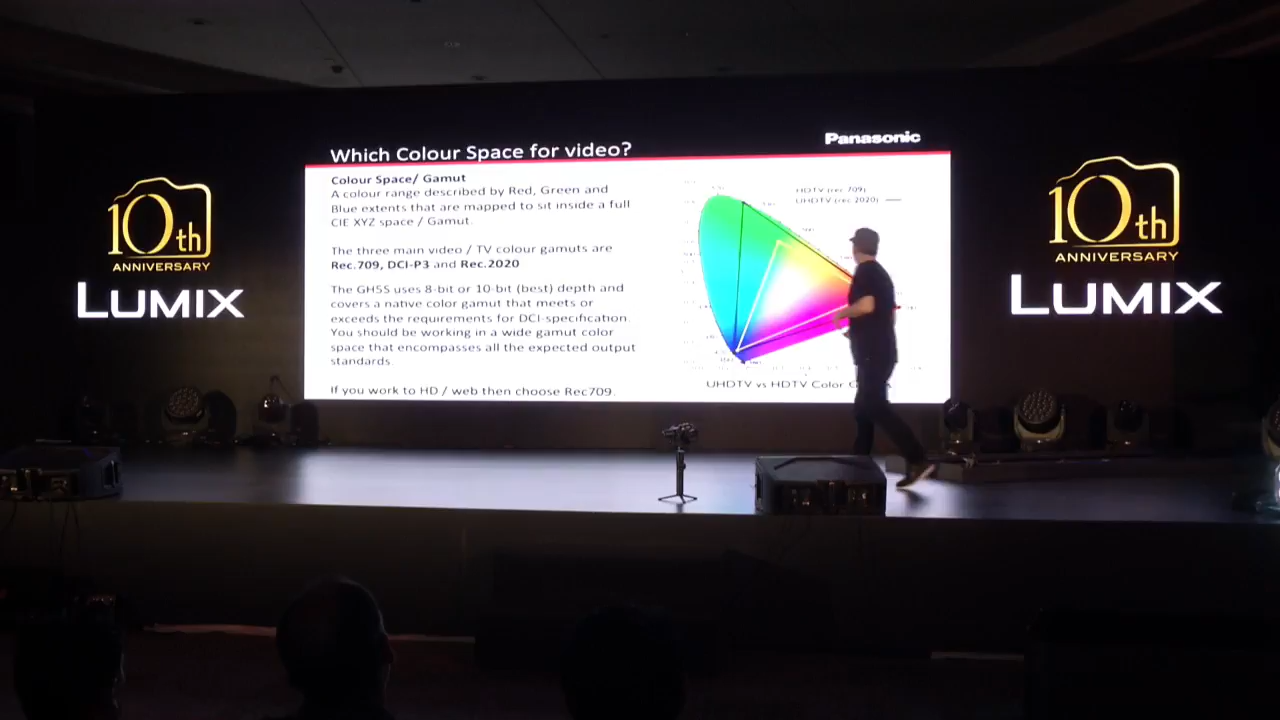 Which Colour Space for video?
Panasonic
Colour Space/ Gamut
A colour range described by Red, Green and
Blue extents that are mapped to sit inside a full
CIE XYZ space / Gamut.
The three main video / TV colour gamuts are
Rec.709, DCI-P3 and Rec.2020
The GH5S uses 8-bit or 10-bit (best) depth and
covers a native color gamut that meets or
exceeds the requirements for DCI-specification.
You should be working in a wide gamut color
space that encompasses all the expected output
standards.
If you work to HD / web then choose Rec709.
HDTV (rec 709)
UHDTV (rec 2020)
UHDTV vs HDTV Color
10th
ANNIVERSARY
LUMIX
10th
ANNIVERSARY
LUMIX